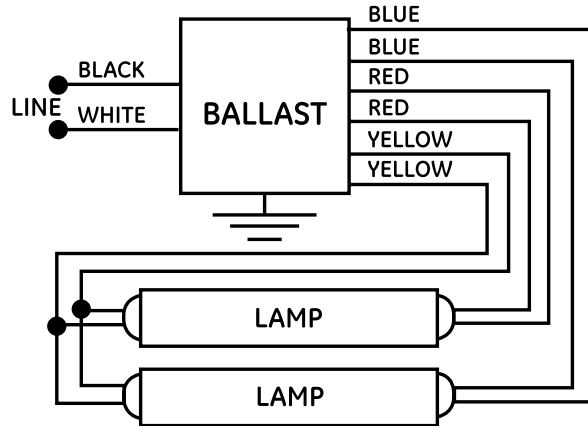 BLUE
BLUE
BLACK
RED
LINE
WHITE
BALLAST
RED
YELLOW
YELLOW
LAMP
LAMP